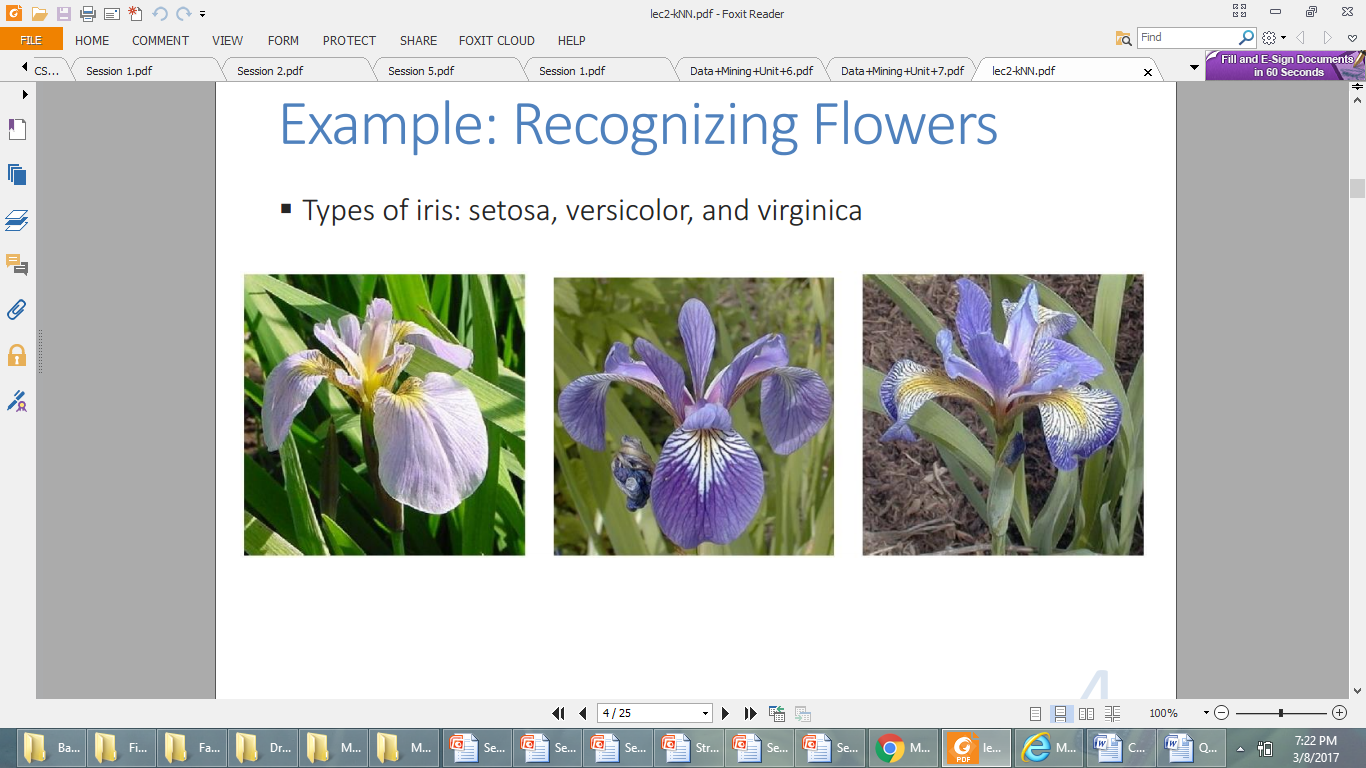 lec2-kNN.pdf - Foxit Reader
FILE HOME COMMENT VIEW FORM PROTECT SHARE FOXIT CLOUD HELP
Find
CS... Session 1.pdf Session 2.pdf Session 5.pdf Session 1.pdf Data+Mining+Unit+6.pdf Data+Mining+Unit+7.pdf lec2-kNN.pdf
Fill and E-Sign Documents
in 60 Seconds
Example: Recognizing Flowers
▪ Types of iris: setosa, versicolor, and virginica
4
4 / 25
100%
Ba... Fi... Fa... Dr... M... M... Se... Se... Se... Str... Se... Se... M... le... M... C... Q...
PDF
7:22 PM
3/8/2017